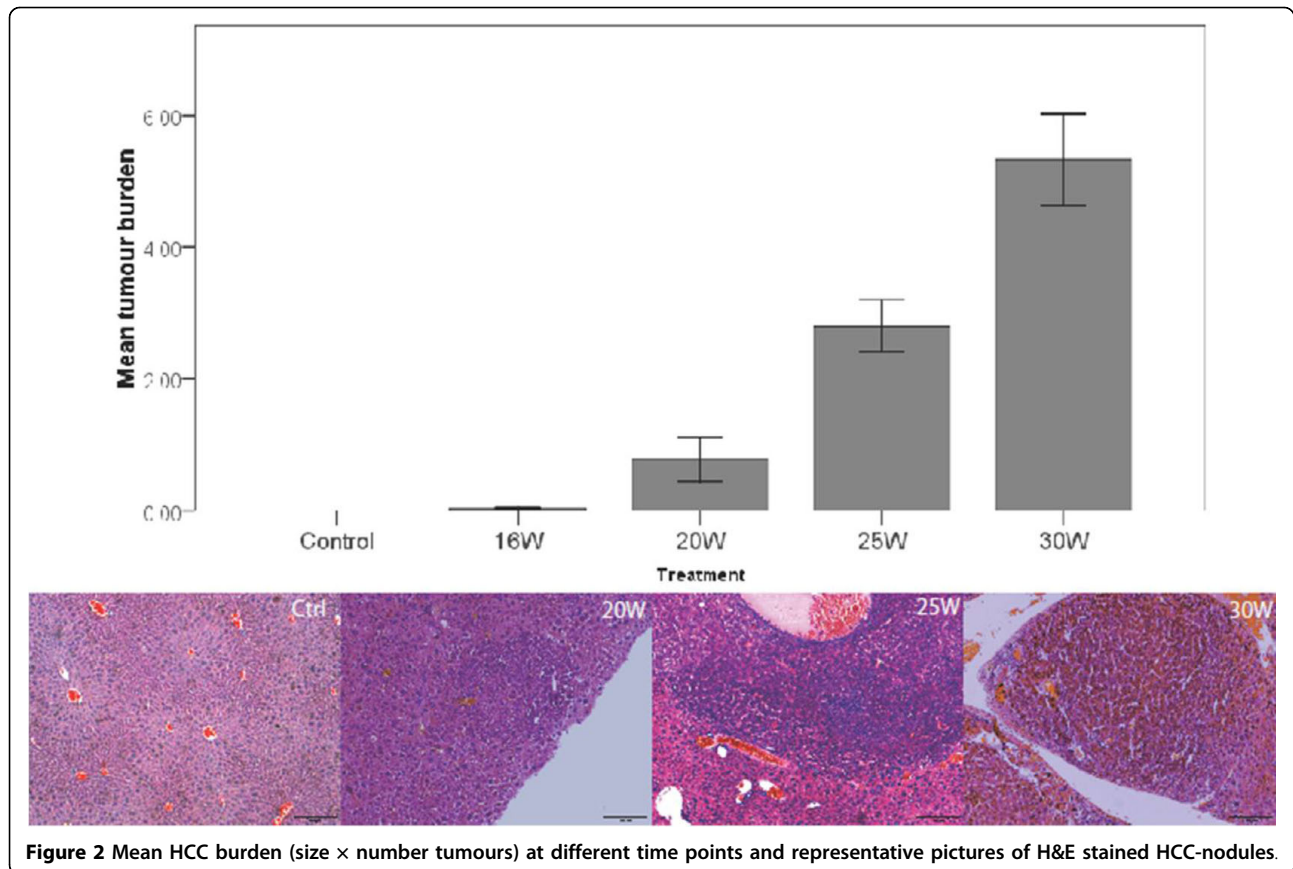 6.00
4.00
2.00
0.00
Mean tumour burden
Control 16W 20W 25W 30W
Treatment
Ctrl 20W 25W 30W
Figure 2 Mean HCC burden (size × number tumours) at different time points and representative pictures of H&E stained HCC-nodules.